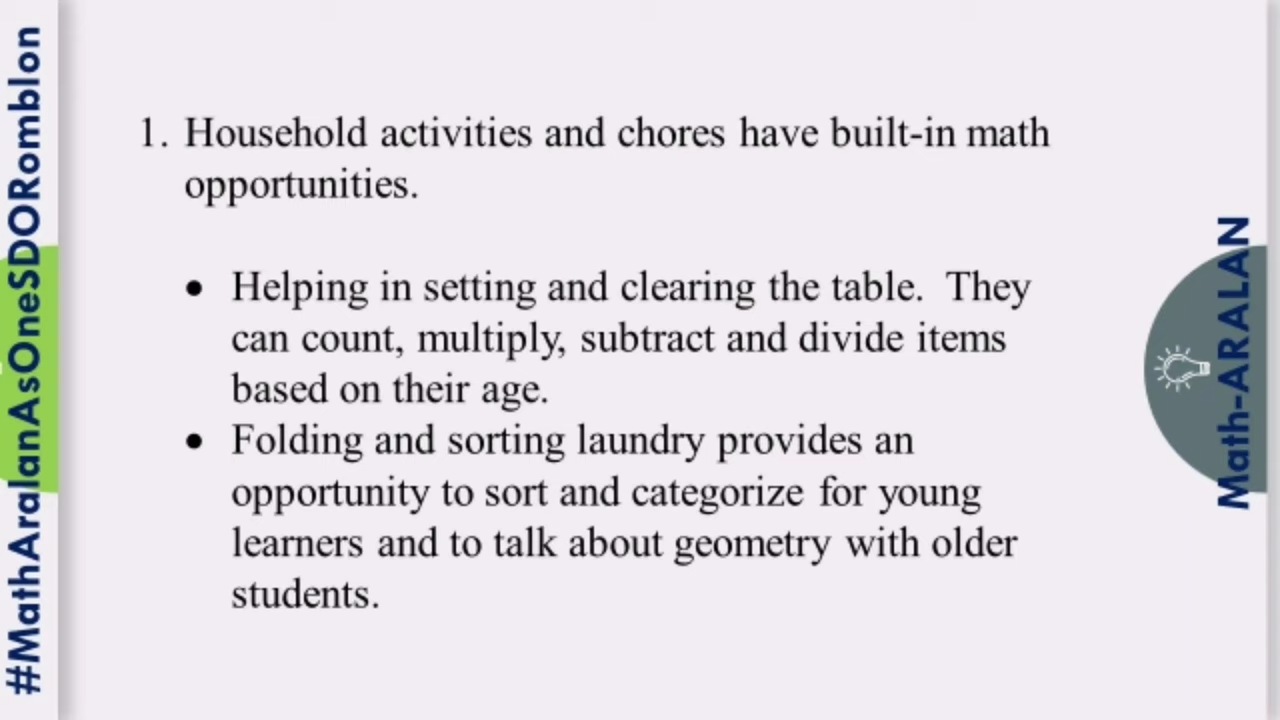 #MathAralanAsOneSDORomblon
1. Household activities and chores have built-in math
opportunities.
• Helping in setting and clearing the table. They
can count, multiply, subtract and divide items
based on their age.
• Folding and sorting laundry provides an
opportunity to sort and categorize for young
learners and to talk about geometry with older
students.
Math-ARALAN